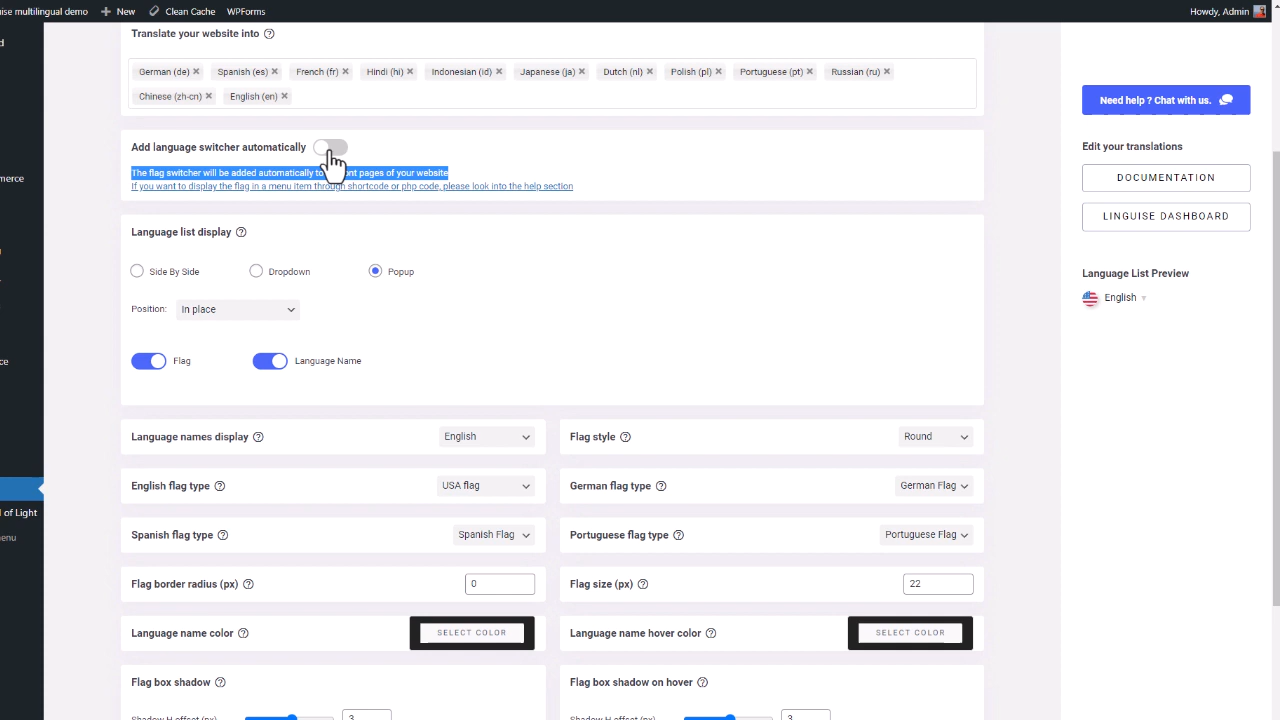 ise multilingual demo New Clean Cache WPForms Howdy, Admin
Translate your website into
German (de) Spanish (es) French (fr) Hindi (hi) Indonesian (id) Japanese (ja) Dutch (nl) Polish (pl) Portuguese (pt) Russian (ru)
Chinese (zh-cn) English (en)
Need help ? Chat with us.
Add language switcher automatically
The flag switcher will be added automatically to pages of your website
If you want to display the flag in a menu item through shortcode or php code, please look into the help section
Edit your translations
DOCUMENTATION
LINGUISE DASHBOARD
Language list display
Side By Side Dropdown Popup
Position: In place
Flag Language Name
Language List Preview
English
Language names display English
Flag style Round
English flag type USA flag
German flag type German Flag
Spanish flag type Spanish Flag
Portuguese flag type Portuguese Flag
Flag border radius (px) 0
Flag size (px) 22
Language name color SELECT COLOR
Language name hover color SELECT COLOR
Flag box shadow
Flag box shadow on hover
Shadow H offset (px) 3
Shadow H offset (px) 3
merce
ce
l of Light
enu